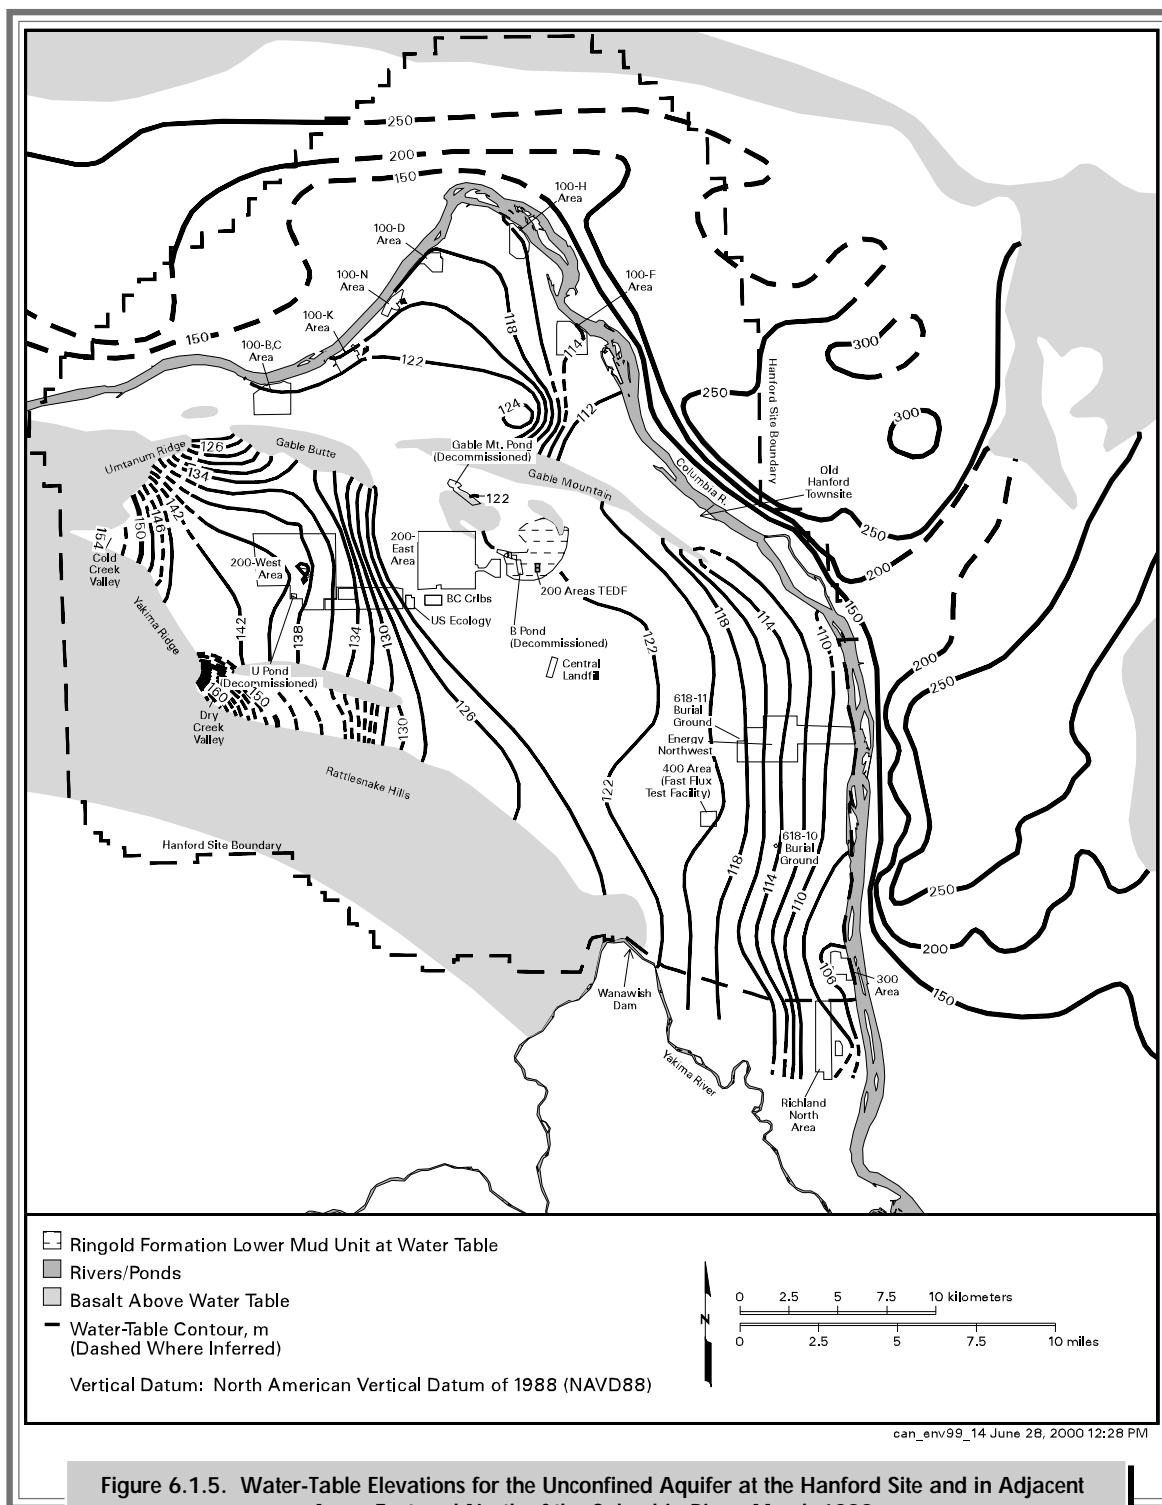 250
200
150
100-H
Area
100-D
Area
100-N
Area
100-F
Area
100-K
Area
150
100-B,C
Area
118
114
122
124
112
300
250
300
Hanford Site Boundary
Umtanum Ridge
126
134
Gable Butte
Gable Mt. Pond
(Decommissioned)
Gable Mountain
122
Columbia R.
Old
Hanford
Townsite
250
200
142
146
150
154
Cold
Creek
Valley
200-West
Area
200-
East
Area
200 Areas TEDF
BC Cribs
US Ecology
B Pond
(Decommissioned)
Central
Landfill
Yakima Ridge
142
138
134
130
122
118
114
110
150
200
250
U Pond
(Decommissioned)
160
150
Dry
Creek
Valley
130
126
618-11
Burial
Ground
Energy
Northwest
400 Area
(Fast Flux
Test Facility)
122
Rattlesnake Hills
Hanford Site Boundary
618-10
Burial
Ground
118
114
110
250
200
150
106
300
Area
Wanawish
Dam
Yakima River
Richland
North
Area
Ringold Formation Lower Mud Unit at Water Table
Rivers/Ponds
Basalt Above Water Table
Water-Table Contour, m
(Dashed Where Inferred)
Vertical Datum: North American Vertical Datum of 1988 (NAVD88)
N
0 2.5 5 7.5 10 kilometers
0 2.5 5 7.5 10 miles
can_env99_14 June 28, 2000 12:28 PM
Figure 6.1.5. Water-Table Elevations for the Unconfined Aquifer at the Hanford Site and in Adjacent